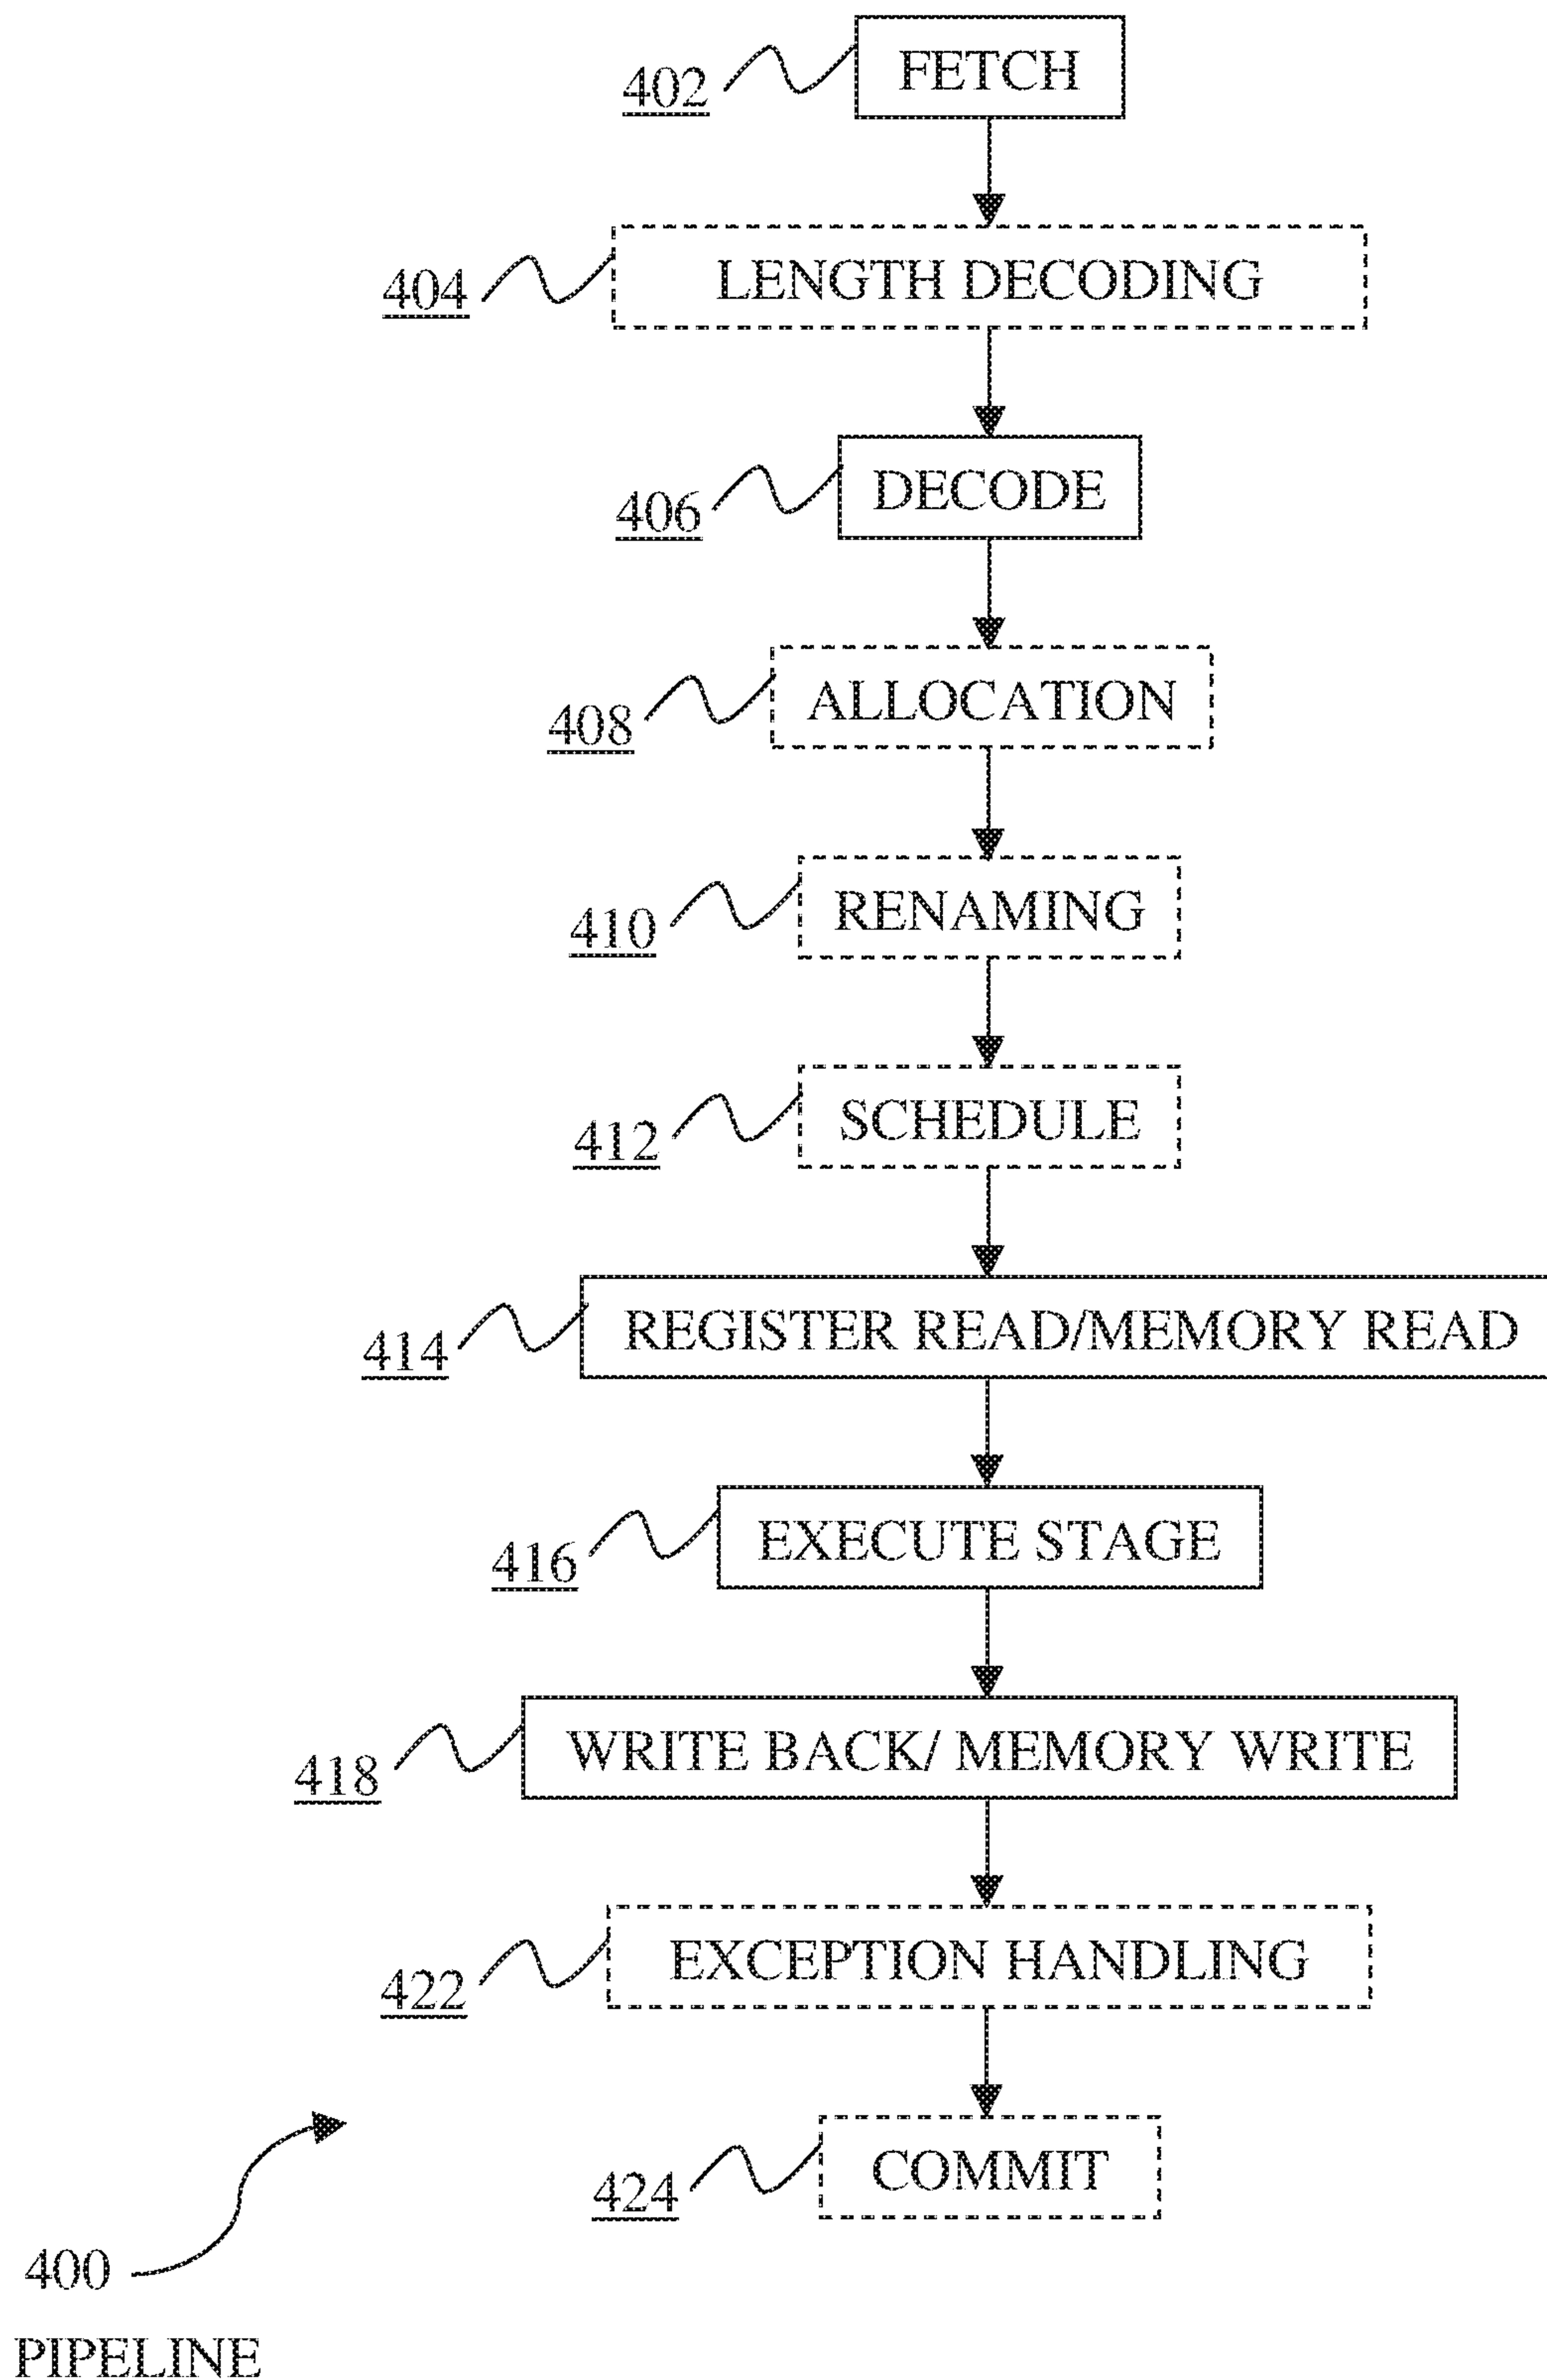 402 FETCH
404 LENGTH DECODING
406 DECODE
408 ALLOCATION
410 RENAMING
412 SCHEDULE
414 REGISTER READ/MEMORY READ
416 EXECUTE STAGE
418 WRITE BACK/ MEMORY WRITE
422 EXCEPTION HANDLING
424 COMMIT
400
PIPELINE